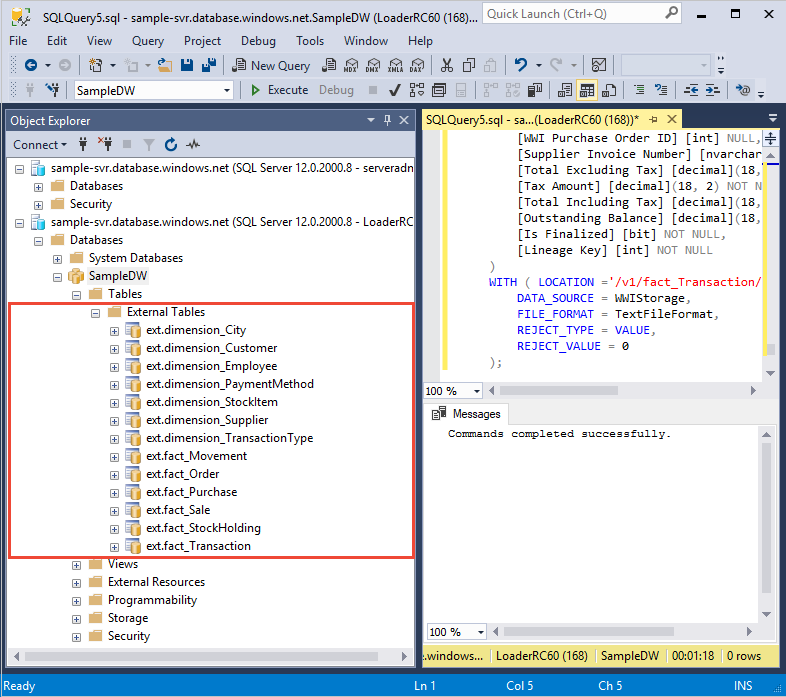 SQLQuery5.sql - sample-svr.database.windows.net.SampleDW (LoaderRC60 (168))...
Quick Launch (Ctrl+Q)
File Edit View Query Project Debug Tools Window Help
New Query MDX DMX XMLA DAX
SampleDW Execute Debug
Object Explorer
Connect
sample-svr.database.windows.net (SQL Server 12.0.2000.8 - serveradn
Databases
Security
sample-svr.database.windows.net (SQL Server 12.0.2000.8 - LoaderRC
Databases
System Databases
SampleDW
Tables
External Tables
ext.dimension_City
ext.dimension_Customer
ext.dimension_Employee
ext.dimension_PaymentMethod
ext.dimension_StockItem
ext.dimension_Supplier
ext.dimension_TransactionType
ext.fact_Movement
ext.fact_Order
ext.fact_Purchase
ext.fact_Sale
ext.fact_StockHolding
ext.fact_Transaction
Views
External Resources
Programmability
Storage
Security
SQLQuery5.sql - sa...(LoaderRC60 (168))*
[WWI Purchase Order ID] [int] NULL,
[Supplier Invoice Number] [nvarchar
[Total Excluding Tax] [decimal](18,
[Tax Amount] [decimal](18, 2) NOT N
[Total Including Tax] [decimal](18,
[Outstanding Balance] [decimal](18,
[Is Finalized] [bit] NOT NULL,
[Lineage Key] [int] NOT NULL
)
WITH ( LOCATION ='/v1/fact_Transaction/
DATA_SOURCE = WWIStorage,
FILE_FORMAT = TextFileFormat,
REJECT_TYPE = VALUE,
REJECT_VALUE = 0
);
100 %
Messages
Commands completed successfully.
100 %
e.windows... LoaderRC60 (168) SampleDW 00:01:18 0 rows
Ready Ln 1 Col 5 Ch 5 INS